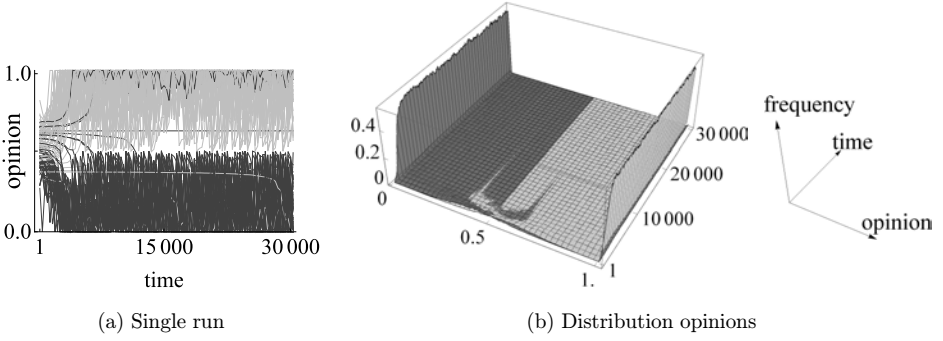 1.0
opinion
0.0
1
15 000
30 000
time
(a) Single run
0.4
0.2
0
0
0.5
1.
1
10 000
20 000
30 000
frequency
time
opinion
(b) Distribution opinions